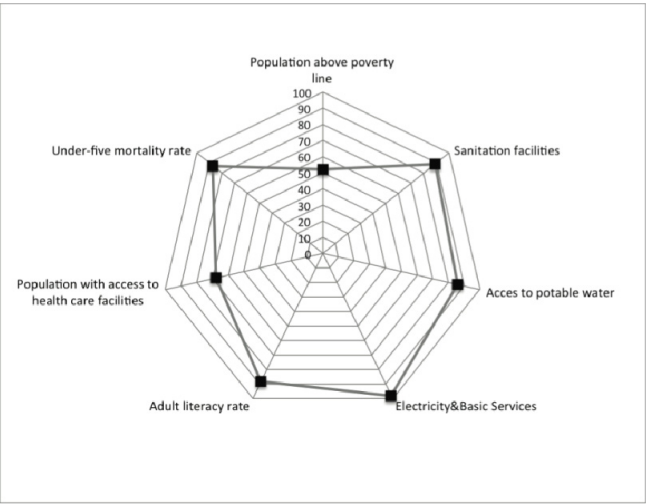 Population above poverty
line
100
90
80
70
60
50
40
30
20
10
0
Under-five mortality rate
Sanitation facilities
Population with access to
health care facilities
Acces to potable water
Adult literacy rate
Electricity&Basic Services